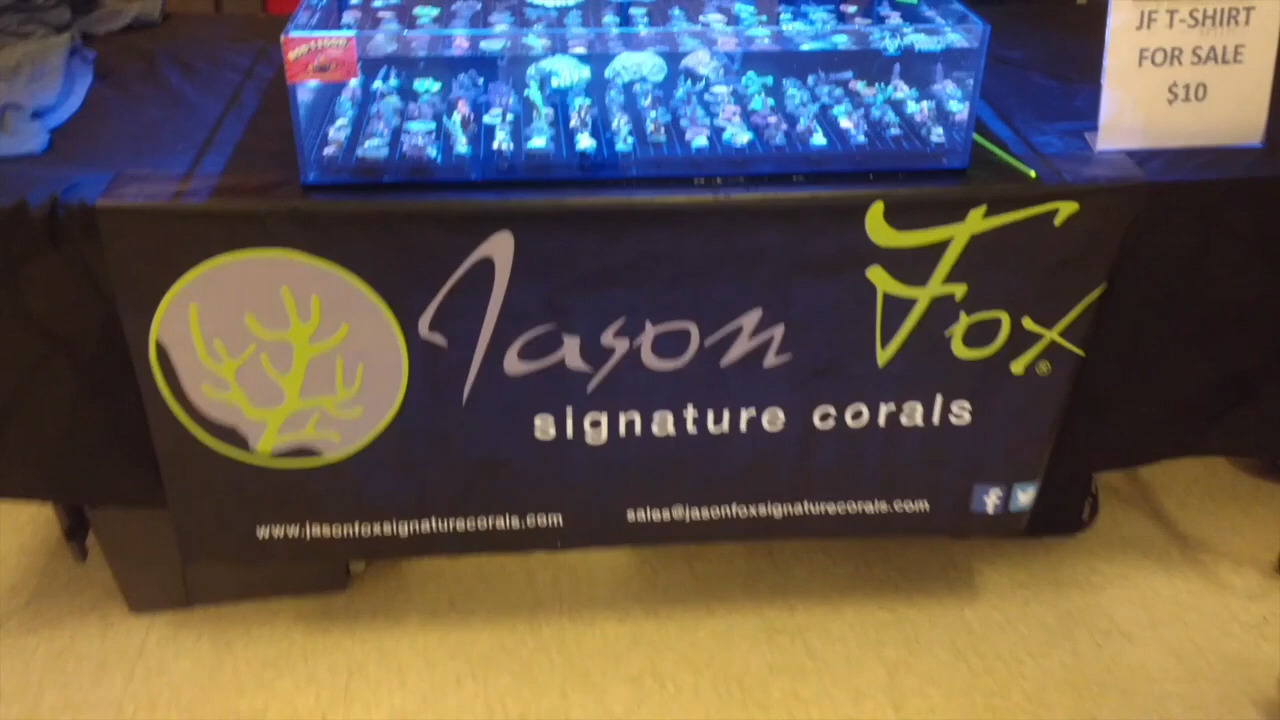 JF T-SHIRT
FOR SALE
$10
Jason Fox®
signature corals
www.jasonfoxsignaturecorals.com
sales@jasonfoxsignaturecorals.com